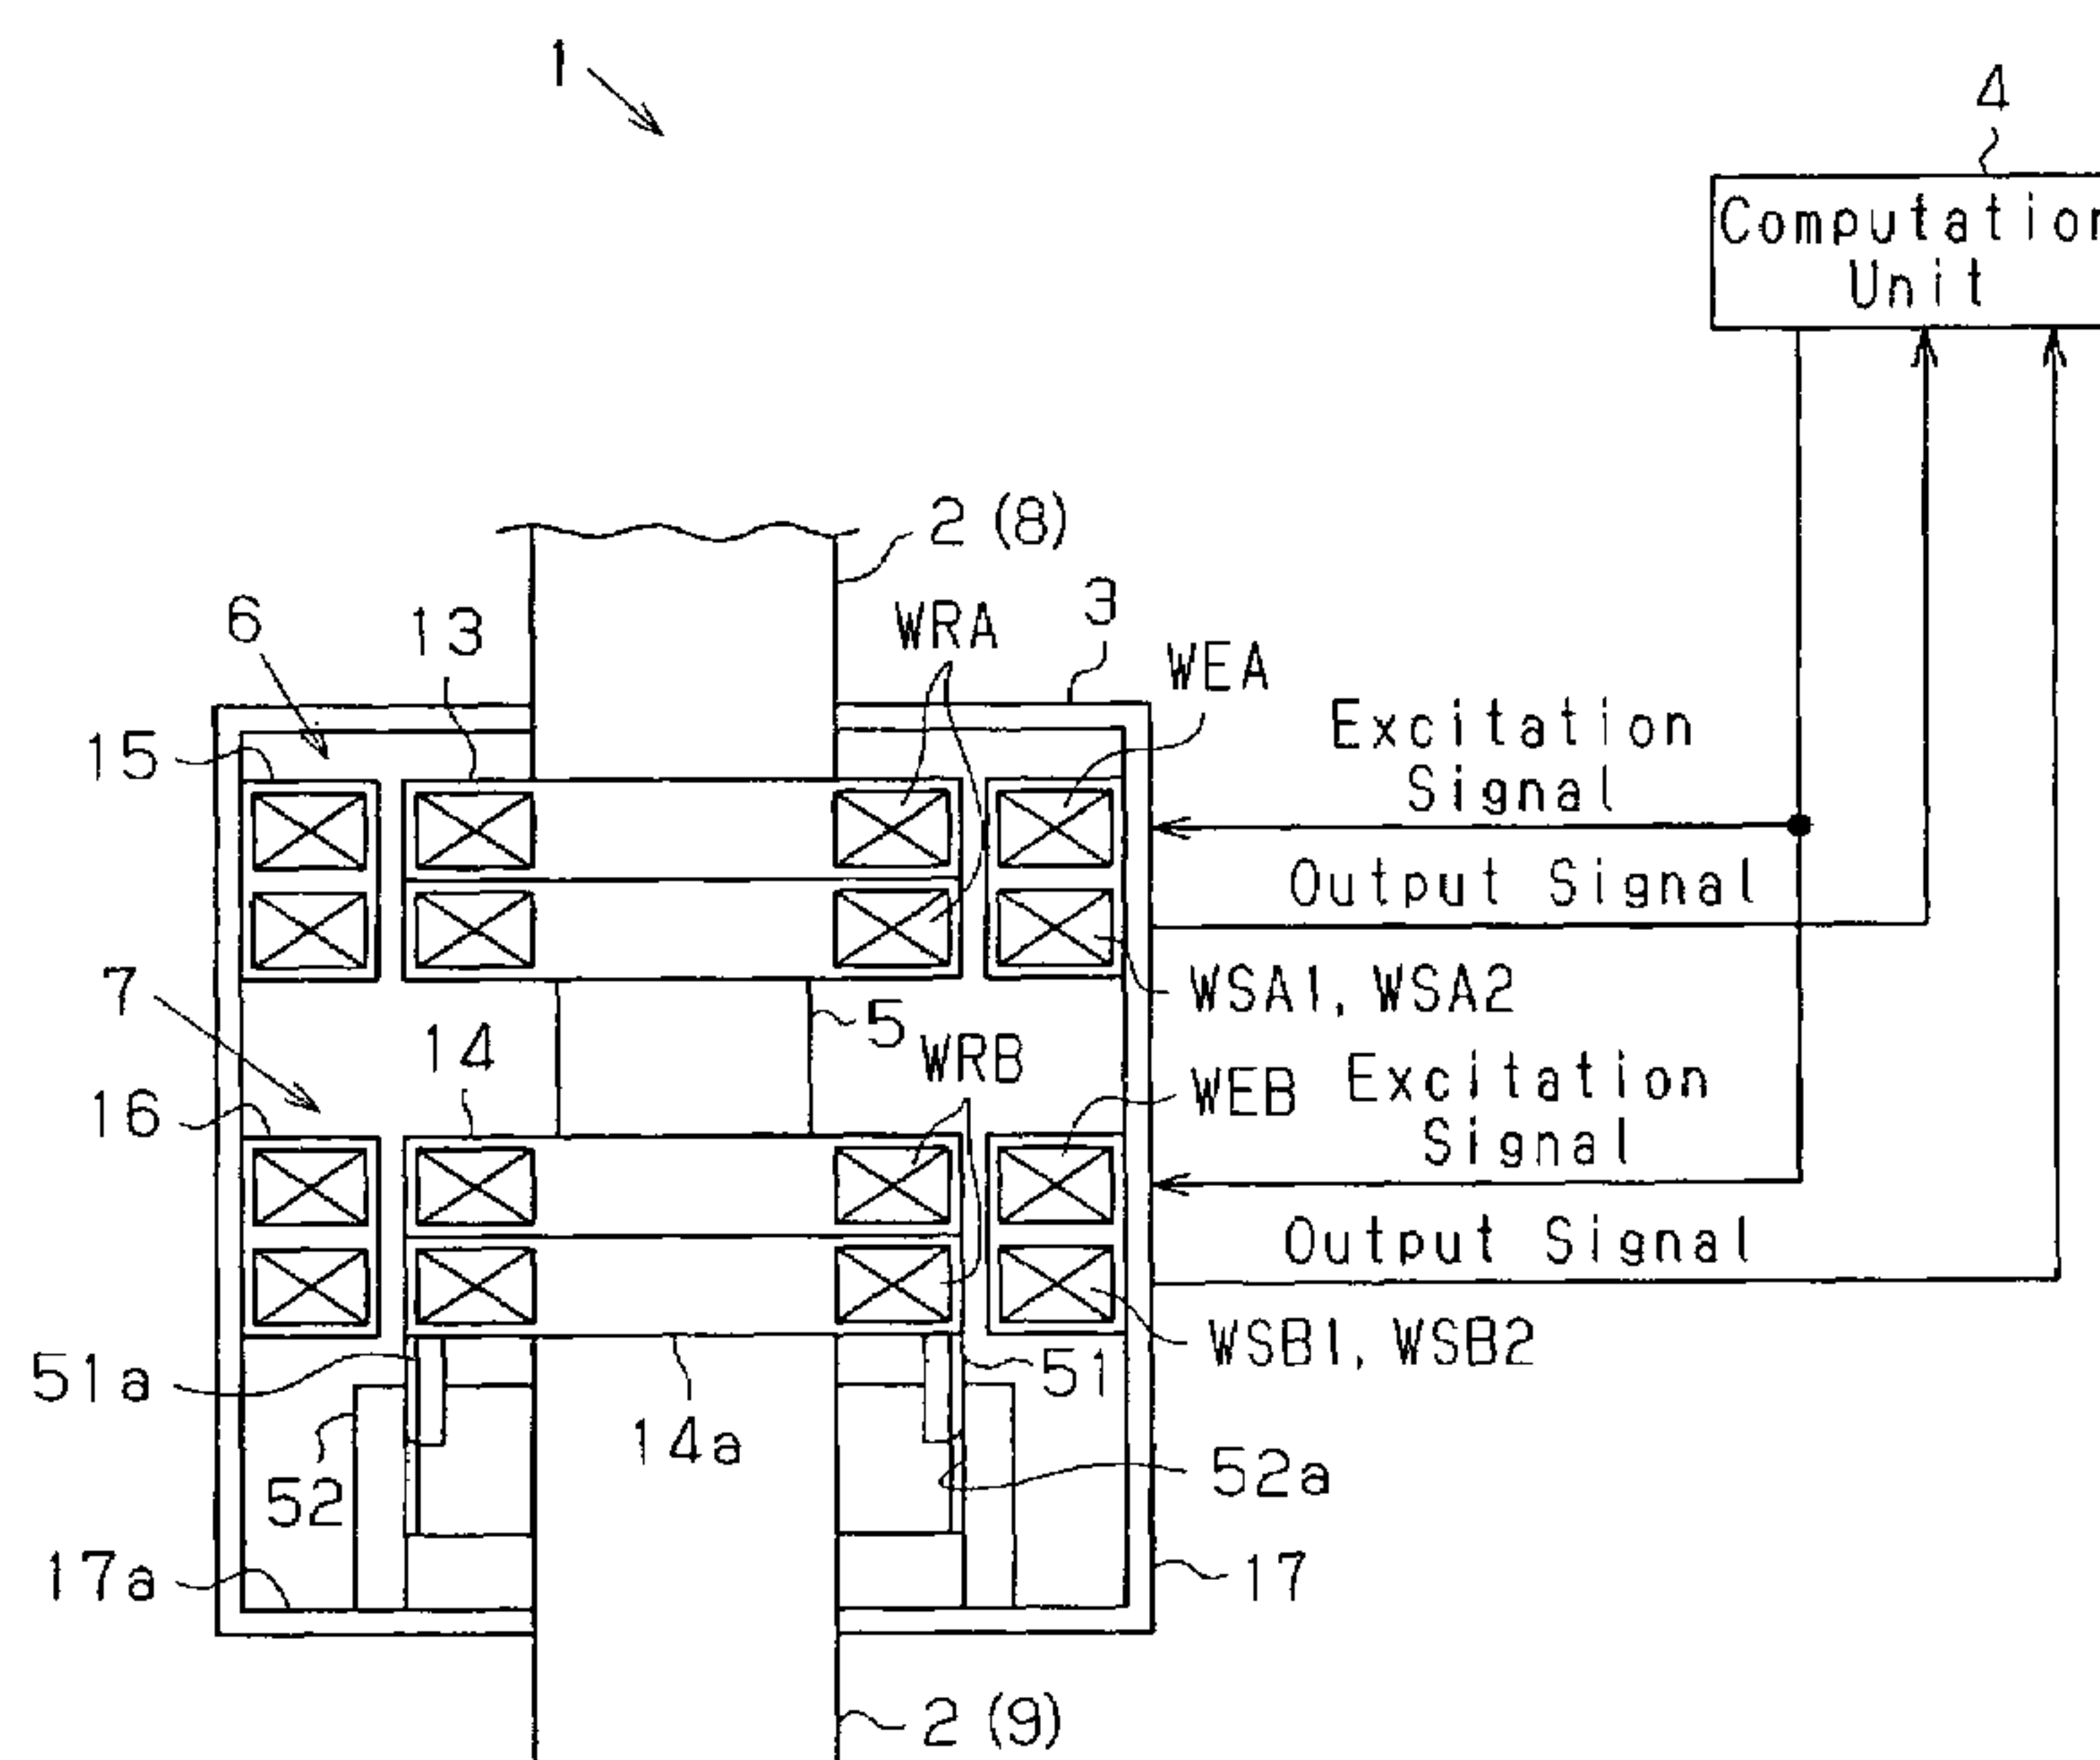 1
4
Computation
Unit
2 (8)
3
6
13
WRA
WEA
Excitation
Signal
15
Output Signal
WSA1, WSA2
7
5
14
WRB
16
WEB
Excitation
Signal
Output Signal
WSB1, WSB2
51a
51
14a
52
52a
17a
17
2 (9)